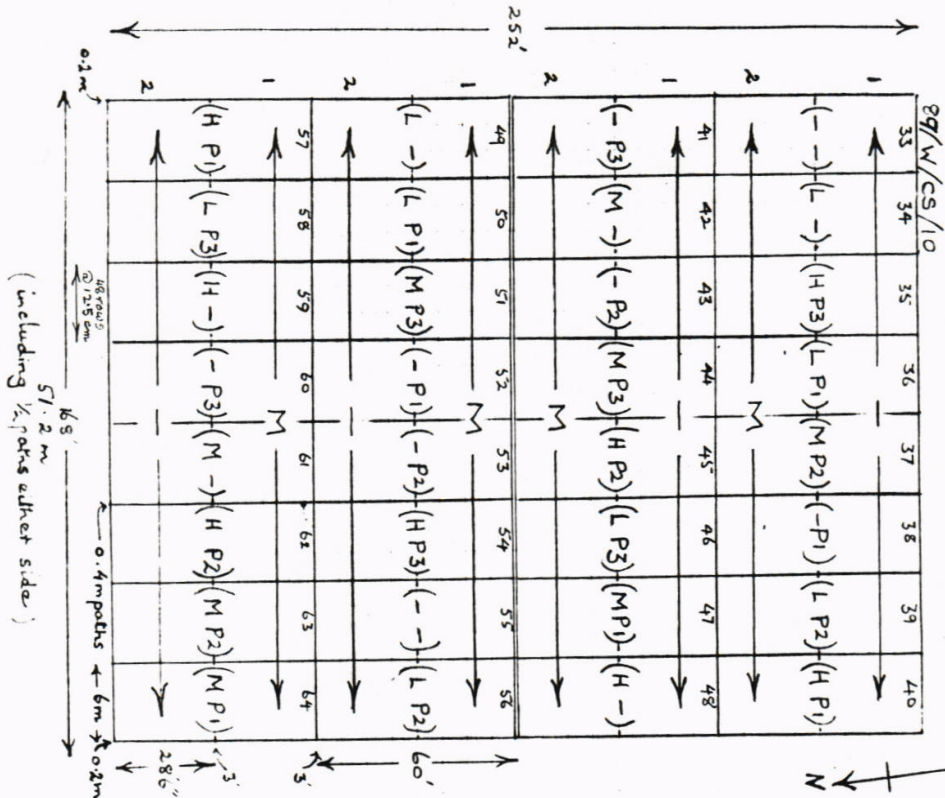 89/W/CS/10
33 34 35 36 37 38 39 40
1
(- -) (L -) (H P3) (L P1) (M P2) (- P1) (L P2) (H P1)
2
M
41 42 43 44 45 46 47 48
1
(- P3) (M -) (- P2) (M P3) (H P2) (L P3) (M P1) (H -)
2
M
49 50 51 52 53 54 55 56
1
M
(L -) (L P1) (M P3) (- P1) (- P2) (H P3) (- -) (L P2)
2
57 58 59 60 61 62 63 64
1
M
(H P1) (L P3) (H -) (- P3) (M -) (H P2) (M P2) (M P1)
2
252'
0.2m
48 rows
@ 12.5 cm
0.4m paths
6m
0.2m
168'
51.2 m
(including ½ paths either side)
60'
3'
3'
28'6"
N